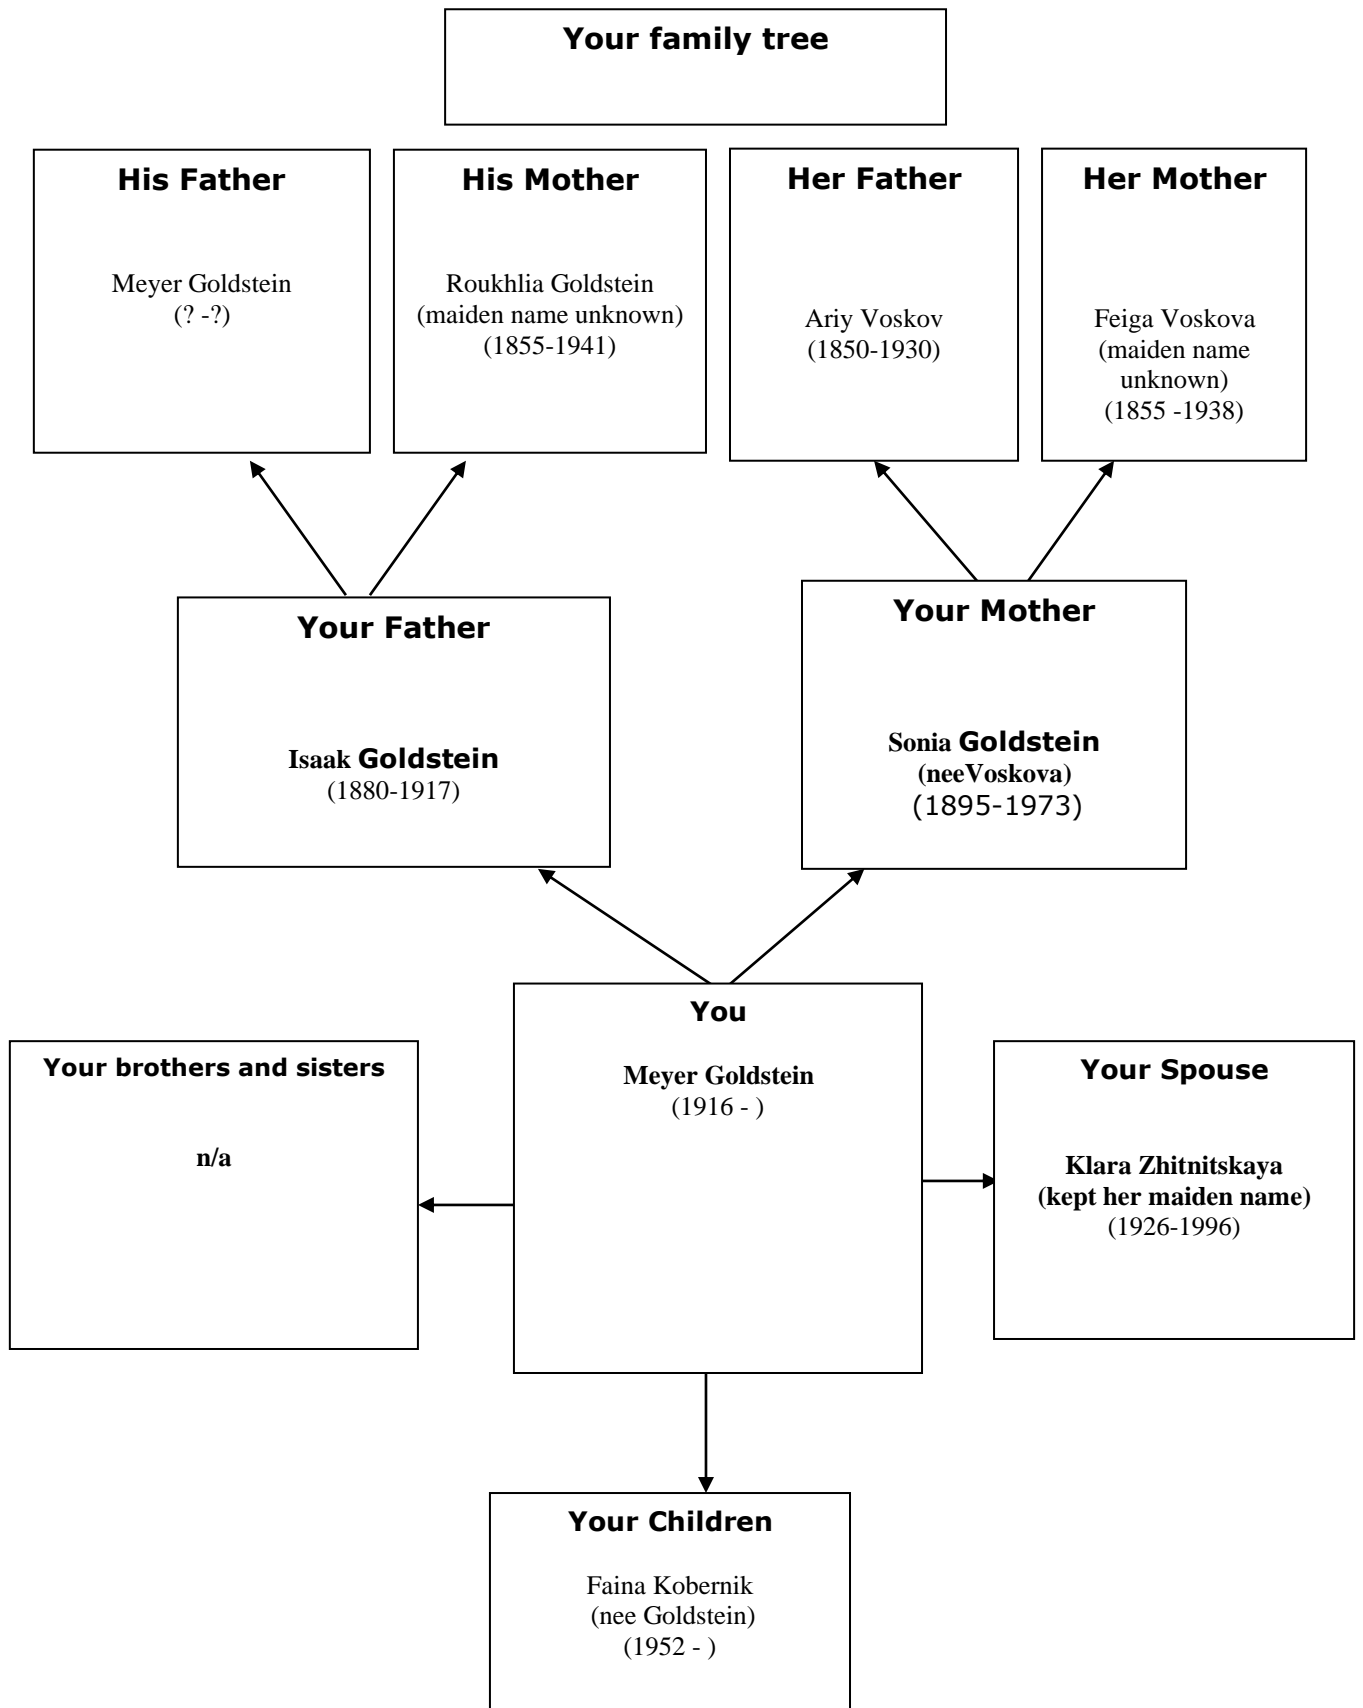 Your family tree
His Father
Meyer Goldstein
(? -?)
His Mother
Roukhlia Goldstein
(maiden name unknown)
(1855-1941)
Her Father
Ariy Voskov
(1850-1930)
Her Mother
Feiga Voskova
(maiden name
unknown)
(1855 -1938)
Your Father
Isaak Goldstein
(1880-1917)
Your Mother
Sonia Goldstein
(neeVoskova)
(1895-1973)
You
Meyer Goldstein
(1916 - )
Your brothers and sisters
n/a
Your Spouse
Klara Zhitnitskaya
(kept her maiden name)
(1926-1996)
Your Children
Faina Kobernik
(nee Goldstein)
(1952 - )